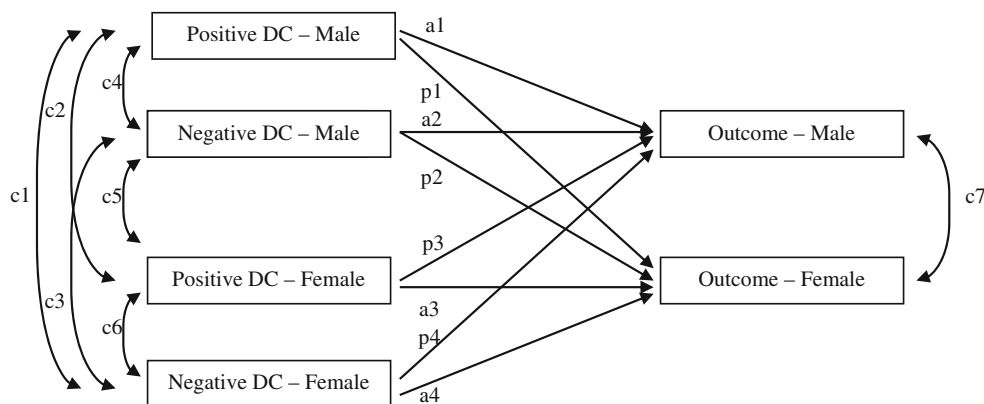 Positive DC – Male
a1
c4
c2
p1
a2
Negative DC – Male
Outcome – Male
p2
c1
c5
c7
p3
Positive DC – Female
Outcome – Female
c3
a3
c6
p4
Negative DC – Female
a4